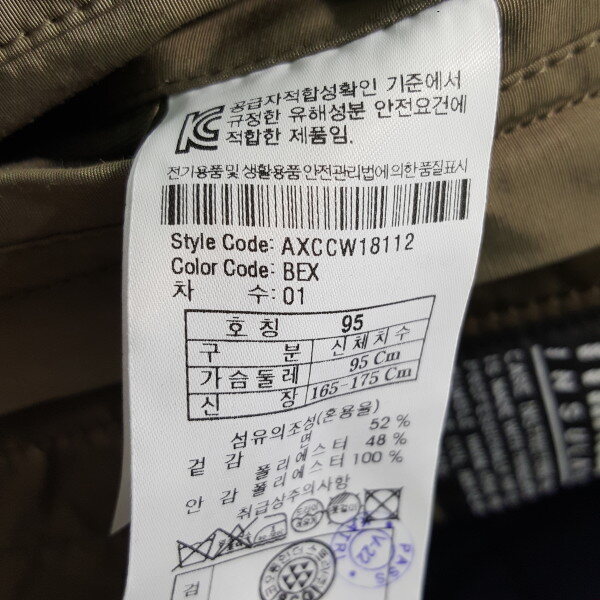 공급자적합성확인 기준에서
규정한 유해성분 안전요건에
적합한 제품임.
전기용품 및 생활용품 안전관리법에 의한 품질표시
Style Code: AXCCW18112
Color Code: BEX
차 수: 01
호 칭 95
구 분 신체치수
가슴둘레 95 Cm
신 장 165-175 Cm
섬유의조성(혼용율)
겉 감 면 52 %
폴리에스터 48 %
안 감 폴리에스터 100 %
취급상주의사항
V-22
PASS
검
INSUL